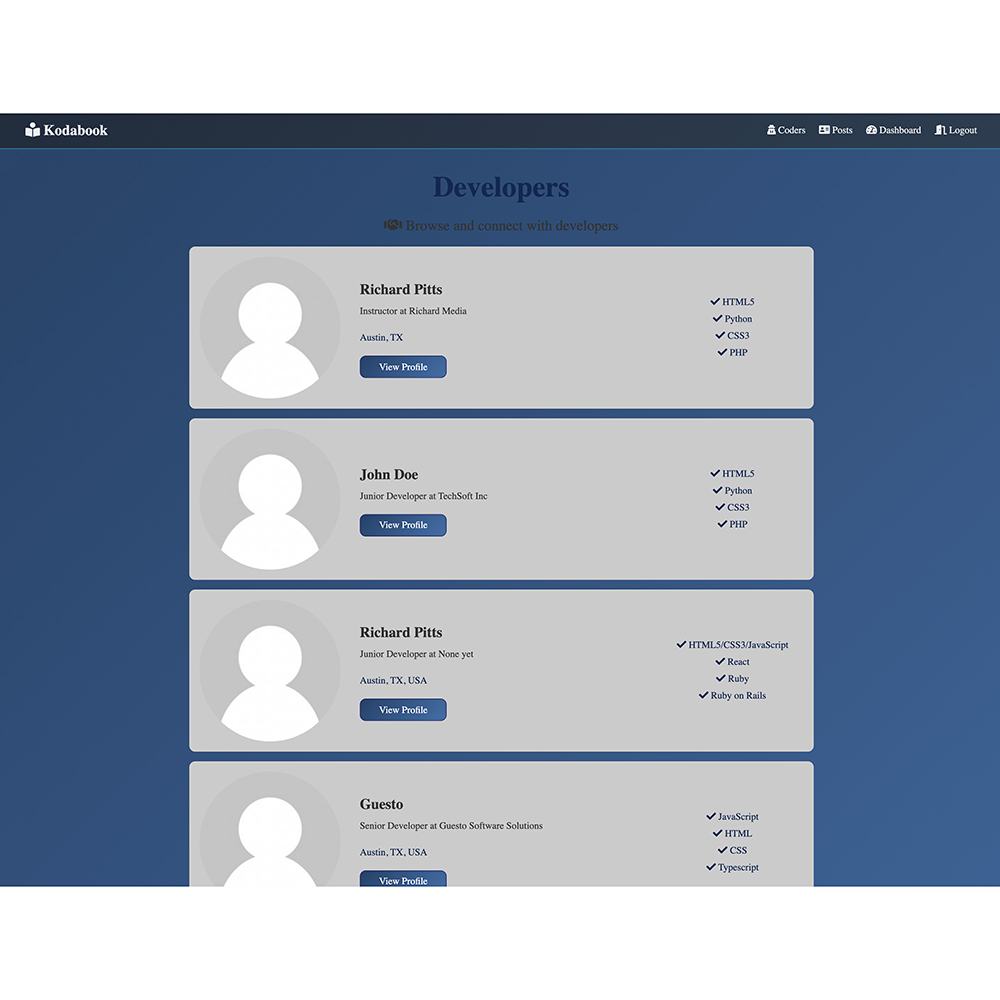 Kodabook
Coders Posts Dashboard Logout
Developers
Browse and connect with developers
Richard Pitts
Instructor at Richard Media
Austin, TX
View Profile
HTML5
Python
CSS3
PHP
John Doe
Junior Developer at TechSoft Inc
View Profile
HTML5
Python
CSS3
PHP
Richard Pitts
Junior Developer at None yet
Austin, TX, USA
View Profile
HTML5/CSS3/JavaScript
React
Ruby
Ruby on Rails
Guesto
Senior Developer at Guesto Software Solutions
Austin, TX, USA
View Profile
JavaScript
HTML
CSS
Typescript